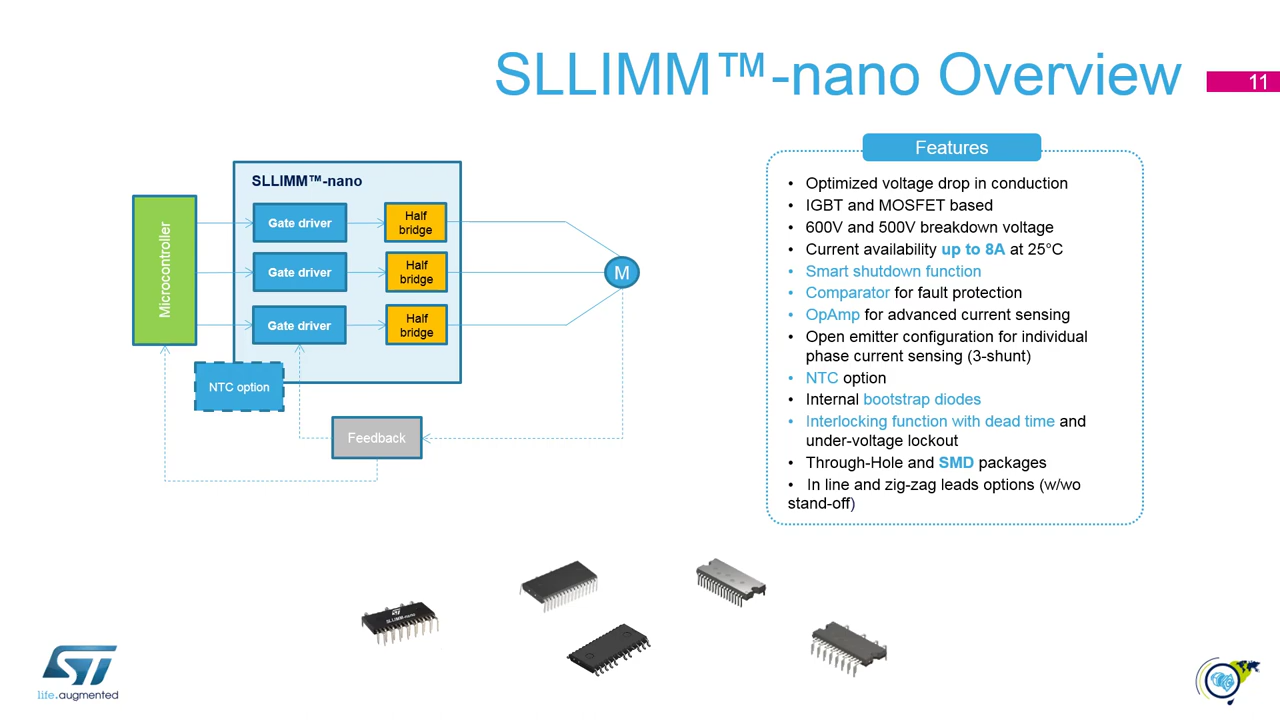 SLLIMM™-nano Overview
11
SLLIMM™-nano
Microcontroller
Gate driver
Half
bridge
Gate driver
Half
bridge
Gate driver
Half
bridge
M
NTC option
Feedback
Features
• Optimized voltage drop in conduction
• IGBT and MOSFET based
• 600V and 500V breakdown voltage
• Current availability up to 8A at 25°C
• Smart shutdown function
• Comparator for fault protection
• OpAmp for advanced current sensing
• Open emitter configuration for individual
phase current sensing (3-shunt)
• NTC option
• Internal bootstrap diodes
• Interlocking function with dead time and
under-voltage lockout
• Through-Hole and SMD packages
• In line and zig-zag leads options (w/wo
stand-off)
ST
SLLIMM-nano
ST
life.augmented